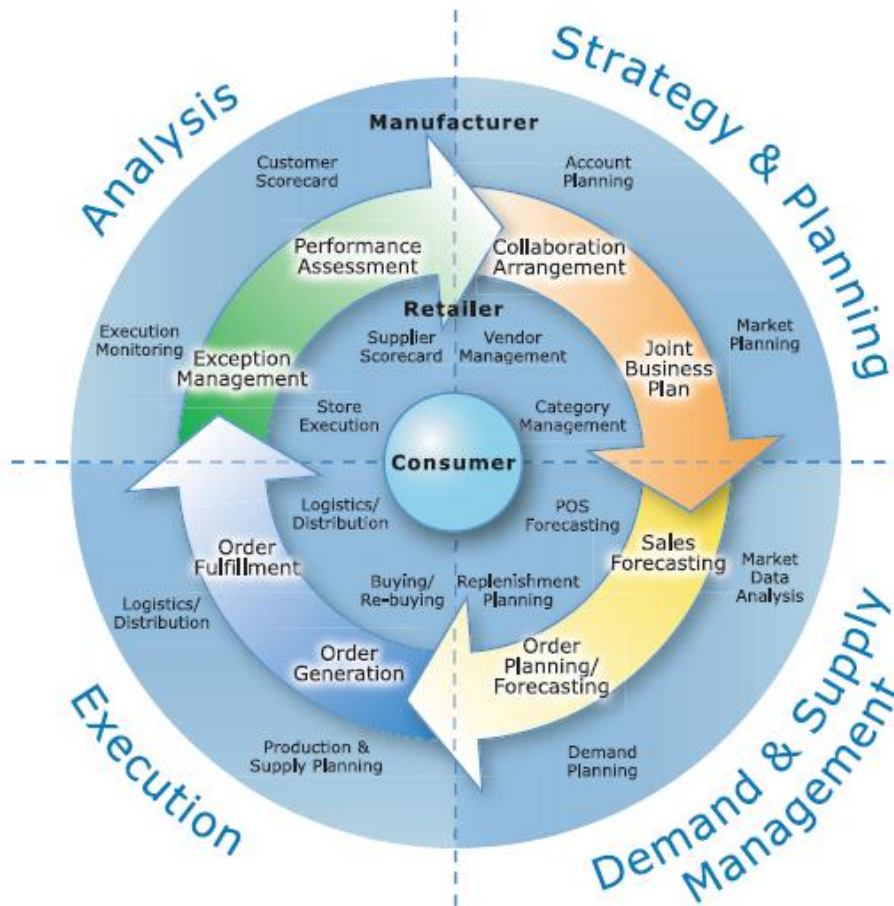 Analysis
Strategy & Planning
Manufacturer
Customer
Scorecard
Account
Planning
Performance
Assessment
Collaboration
Arrangement
Retailer
Execution
Monitoring
Supplier
Scorecard
Vendor
Management
Market
Planning
Exception
Management
Joint
Business
Plan
Store
Execution
Category
Management
Consumer
Logistics/
Distribution
POS
Forecasting
Order
Fulfillment
Sales
Forecasting
Market
Data
Analysis
Buying/
Re-buying
Replenishment
Planning
Logistics/
Distribution
Order
Generation
Order
Planning/
Forecasting
Production &
Supply Planning
Demand
Planning
Execution
Demand & Supply
Management